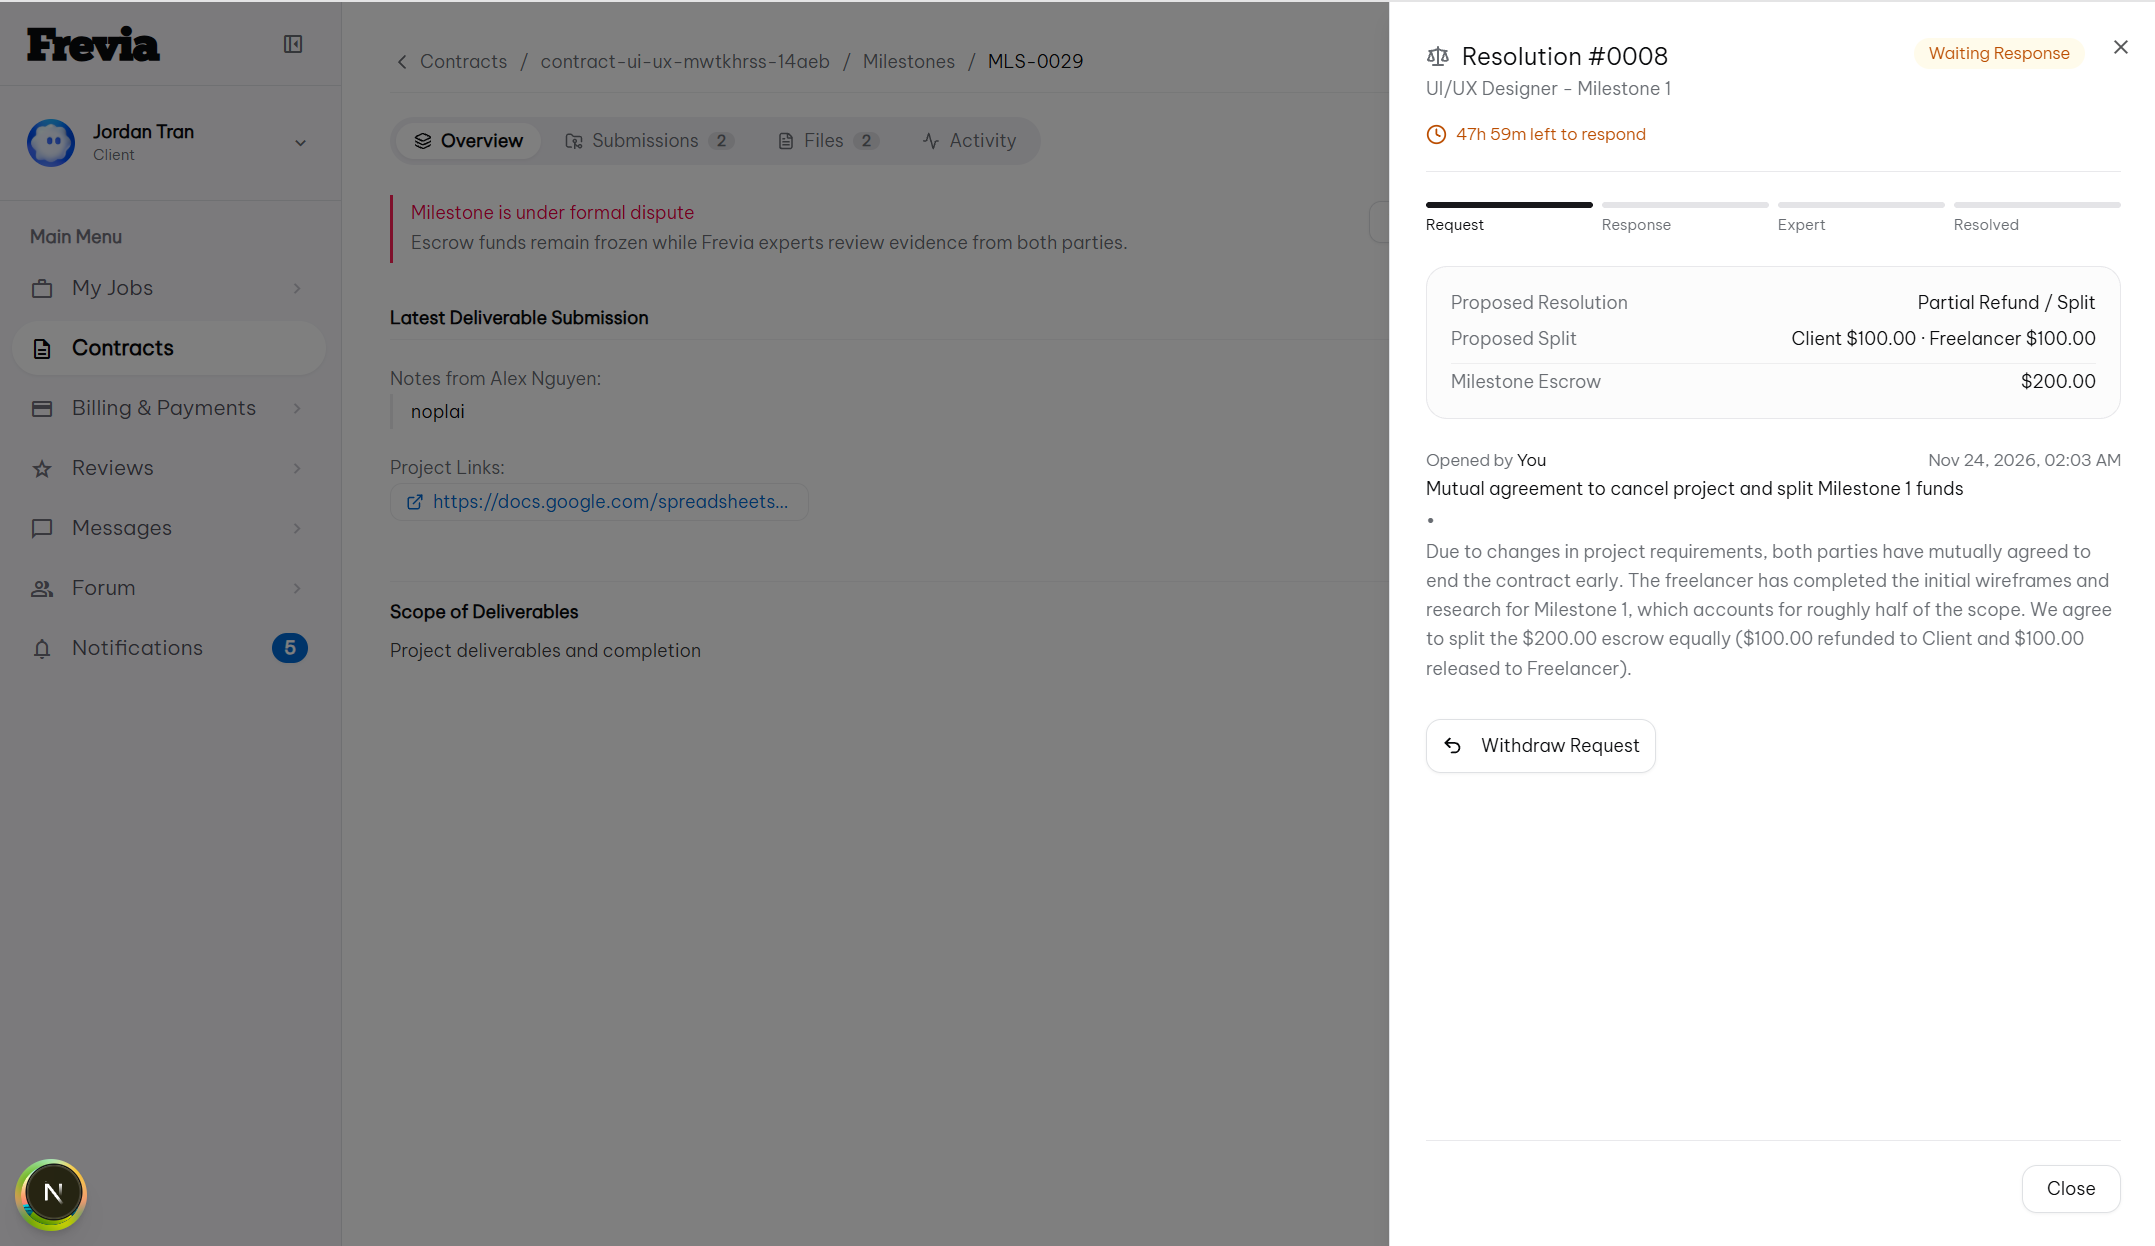 Frevia
Jordan Tran
Client
Main Menu
My Jobs
Contracts
Billing & Payments
Reviews
Messages
Forum
Notifications 5
N
Contracts / contract-ui-ux-mwtkhrss-14aeb / Milestones / MLS-0029
Overview Submissions 2 Files 2 Activity
Milestone is under formal dispute
Escrow funds remain frozen while Frevia experts review evidence from both parties.
Latest Deliverable Submission
Notes from Alex Nguyen:
noplai
Project Links:
https://docs.google.com/spreadsheets...
Scope of Deliverables
Project deliverables and completion
Resolution #0008 Waiting Response
UI/UX Designer - Milestone 1
47h 59m left to respond
Request Response Expert Resolved
Proposed Resolution Partial Refund / Split
Proposed Split Client $100.00 · Freelancer $100.00
Milestone Escrow $200.00
Opened by You Nov 24, 2026, 02:03 AM
Mutual agreement to cancel project and split Milestone 1 funds
•
Due to changes in project requirements, both parties have mutually agreed to
end the contract early. The freelancer has completed the initial wireframes and
research for Milestone 1, which accounts for roughly half of the scope. We agree
to split the $200.00 escrow equally ($100.00 refunded to Client and $100.00
released to Freelancer).
Withdraw Request
Close